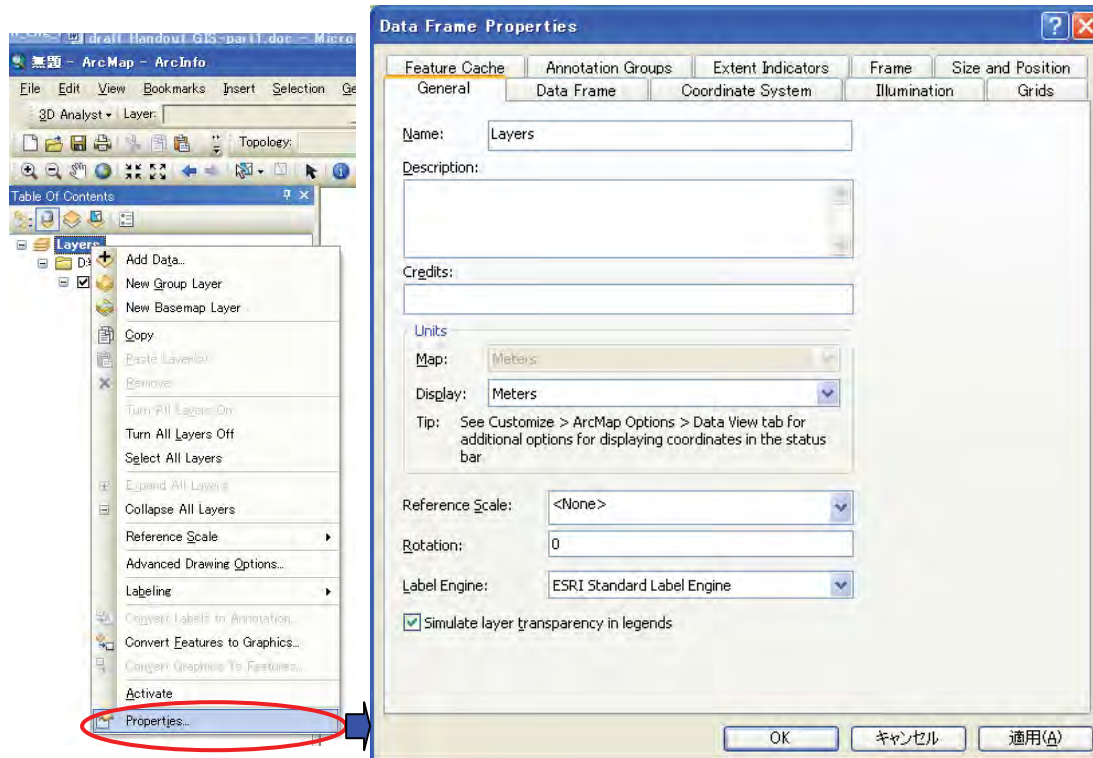 draft Handout GIS-part1.doc - Micro
無題 - ArcMap - ArcInfo
File Edit View Bookmarks Insert Selection Ge
3D Analyst Layer:
Topology:
Table Of Contents
Layers
D:
Add Data...
New Group Layer
New Basemap Layer
Copy
Paste Layer(s)
Remove
Turn All Layers On
Turn All Layers Off
Select All Layers
Expand All Layers
Collapse All Layers
Reference Scale
Advanced Drawing Options...
Labeling
Convert Labels to Annotation...
Convert Features to Graphics...
Convert Graphics To Features...
Activate
Properties...
Data Frame Properties
Feature Cache Annotation Groups Extent Indicators Frame Size and Position
General Data Frame Coordinate System Illumination Grids
Name: Layers
Description:
Credits:
Units
Map: Meters
Display: Meters
Tip: See Customize > ArcMap Options > Data View tab for
additional options for displaying coordinates in the status
bar
Reference Scale: <None>
Rotation: 0
Label Engine: ESRI Standard Label Engine
Simulate layer transparency in legends
OK キャンセル 適用(A)